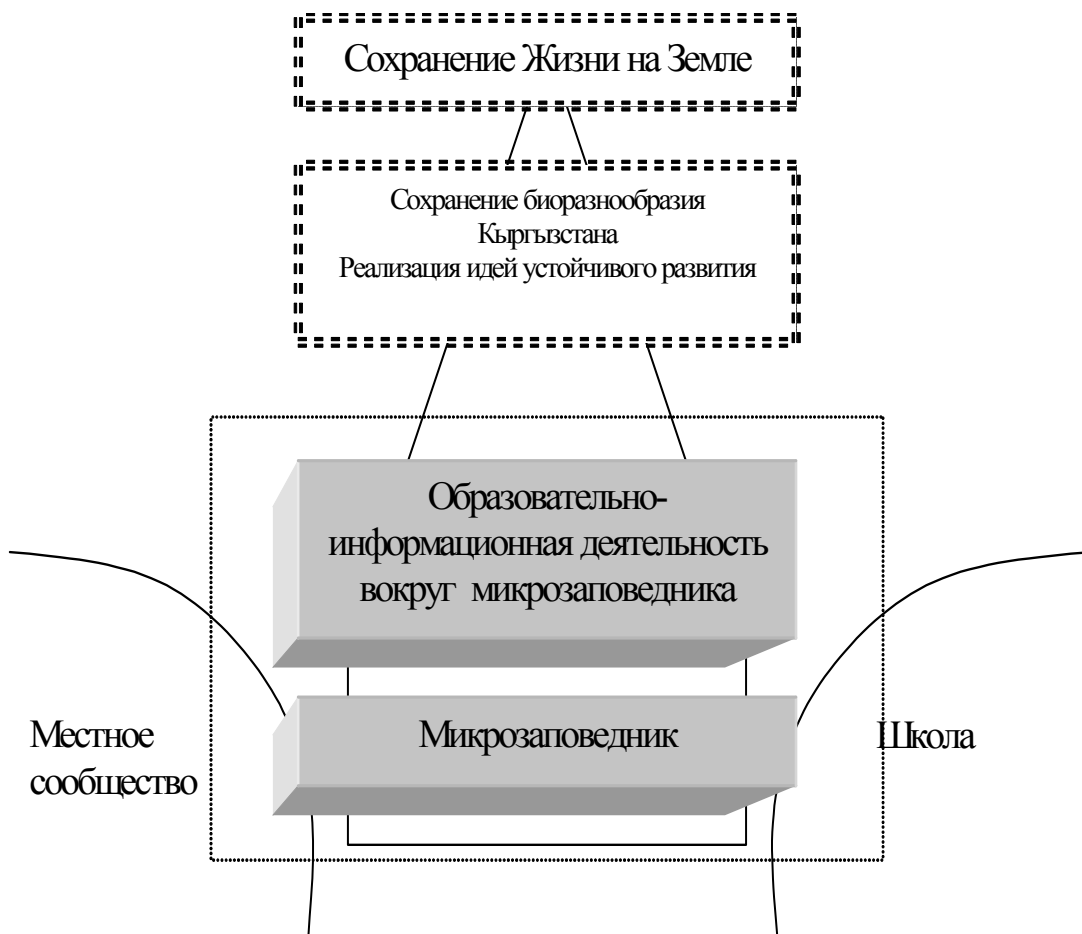 Сохранение Жизни на Земле
Сохранение биоразнообразия
Кыргызстана
Реализация идей устойчивого развития
Образовательно-
информационная деятельность
вокруг микрозаповедника
Микрозаповедник
Местное
сообщество
Школа